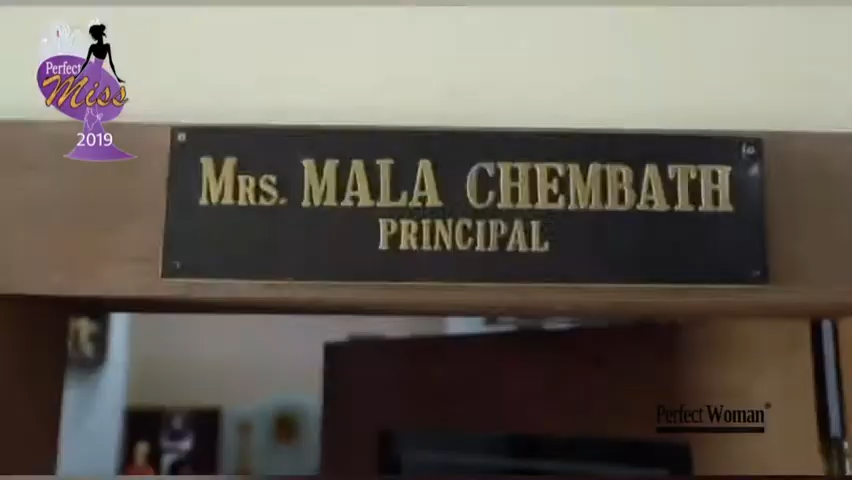 Perfect
Miss
2019
MRS. MALA CHEMBATH
PRINCIPAL
Perfect Woman®